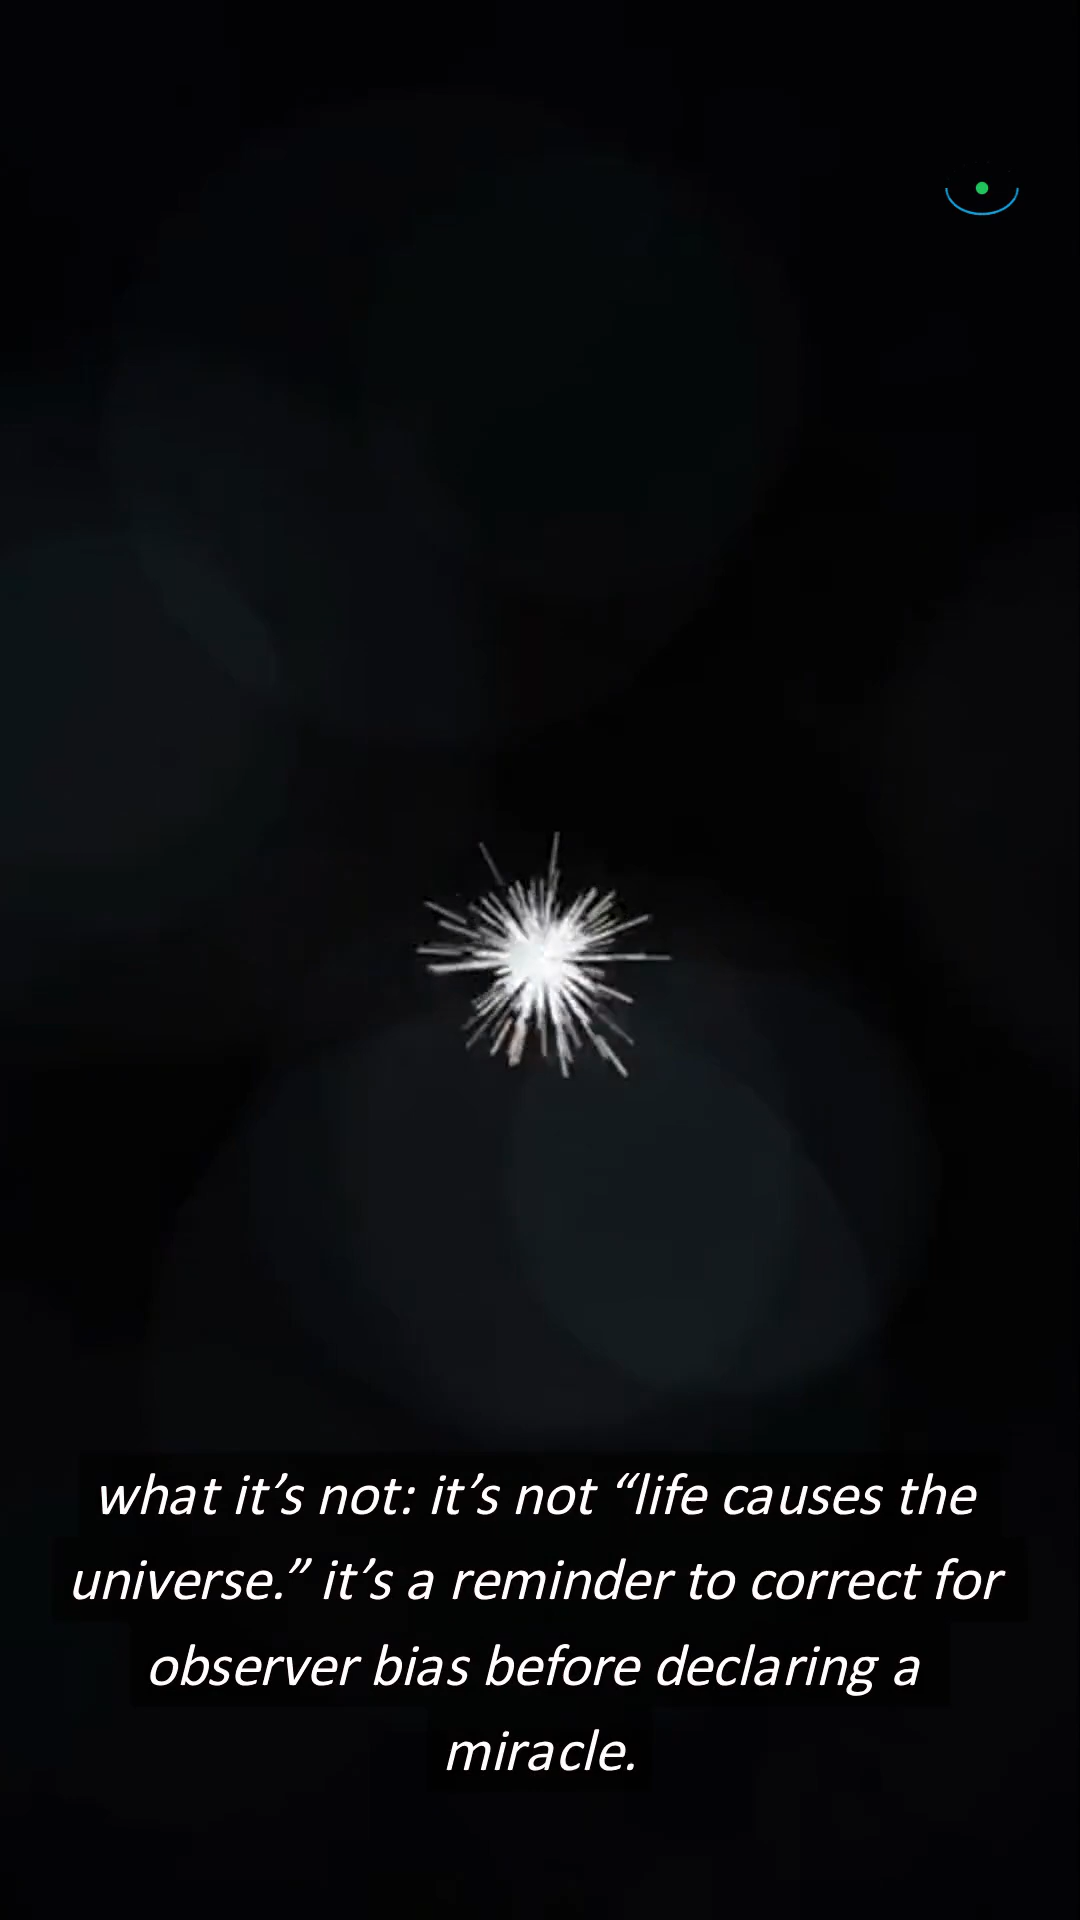 what it’s not: it’s not “life causes the
universe.” it’s a reminder to correct for
observer bias before declaring a
miracle.